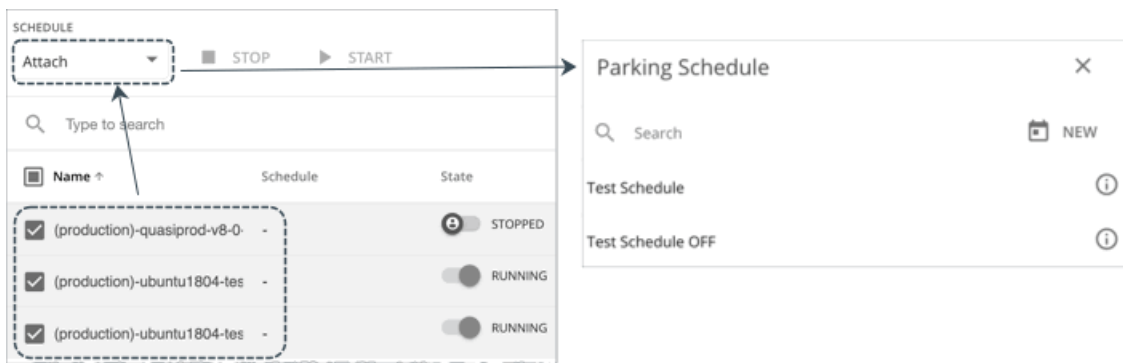 SCHEDULE
Attach STOP START
Type to search
Name ↑ Schedule State
(production)-quasiprod-v8-0- - STOPPED
(production)-ubuntu1804-tes - RUNNING
(production)-ubuntu1804-tes - RUNNING
Parking Schedule
Search NEW
Test Schedule
Test Schedule OFF